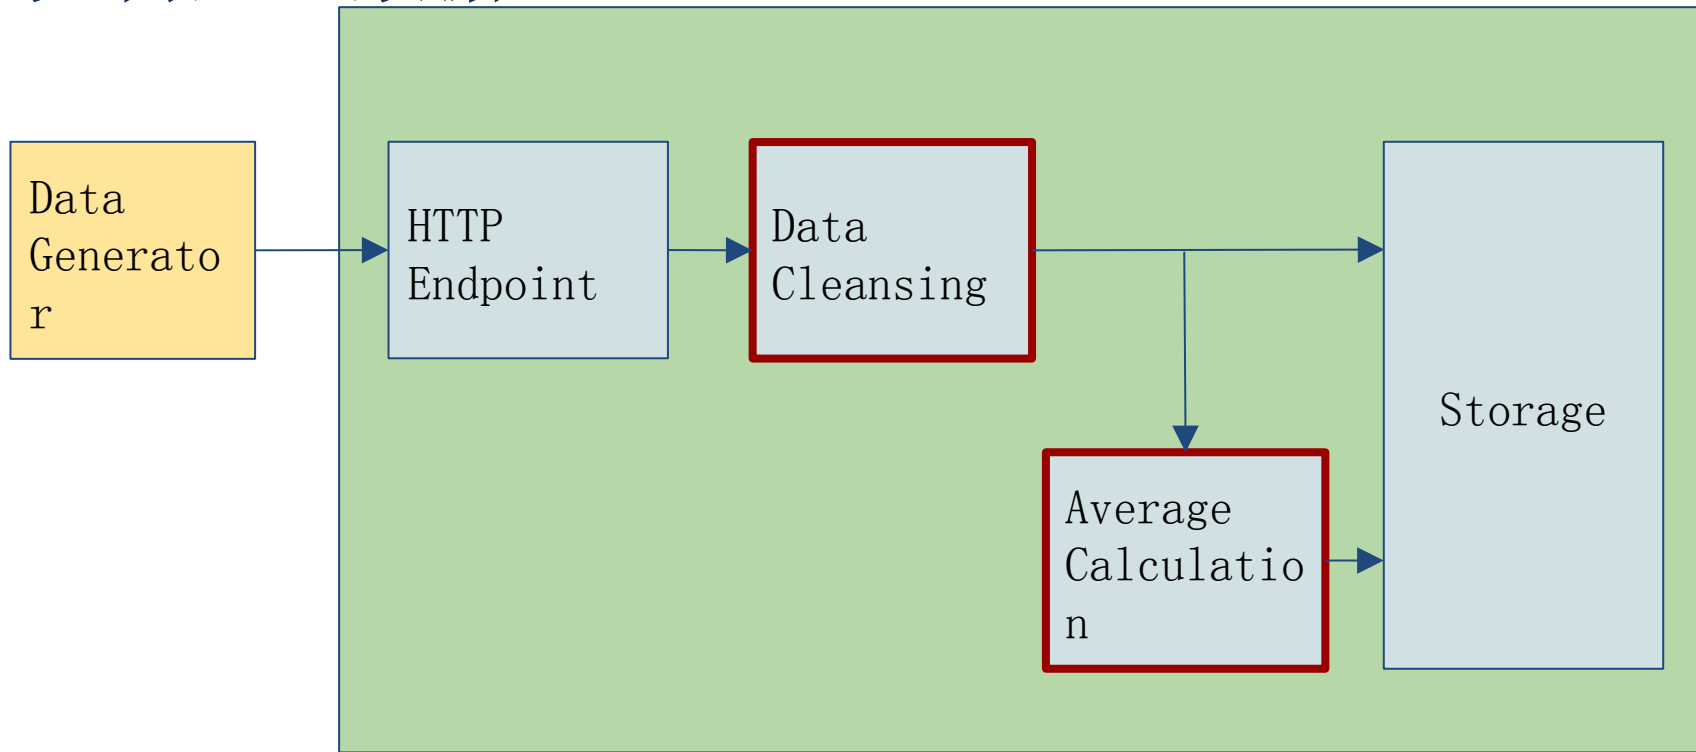 Data
Generato
r
HTTP
Endpoint
Data
Cleansing
Storage
Average
Calculatio
n